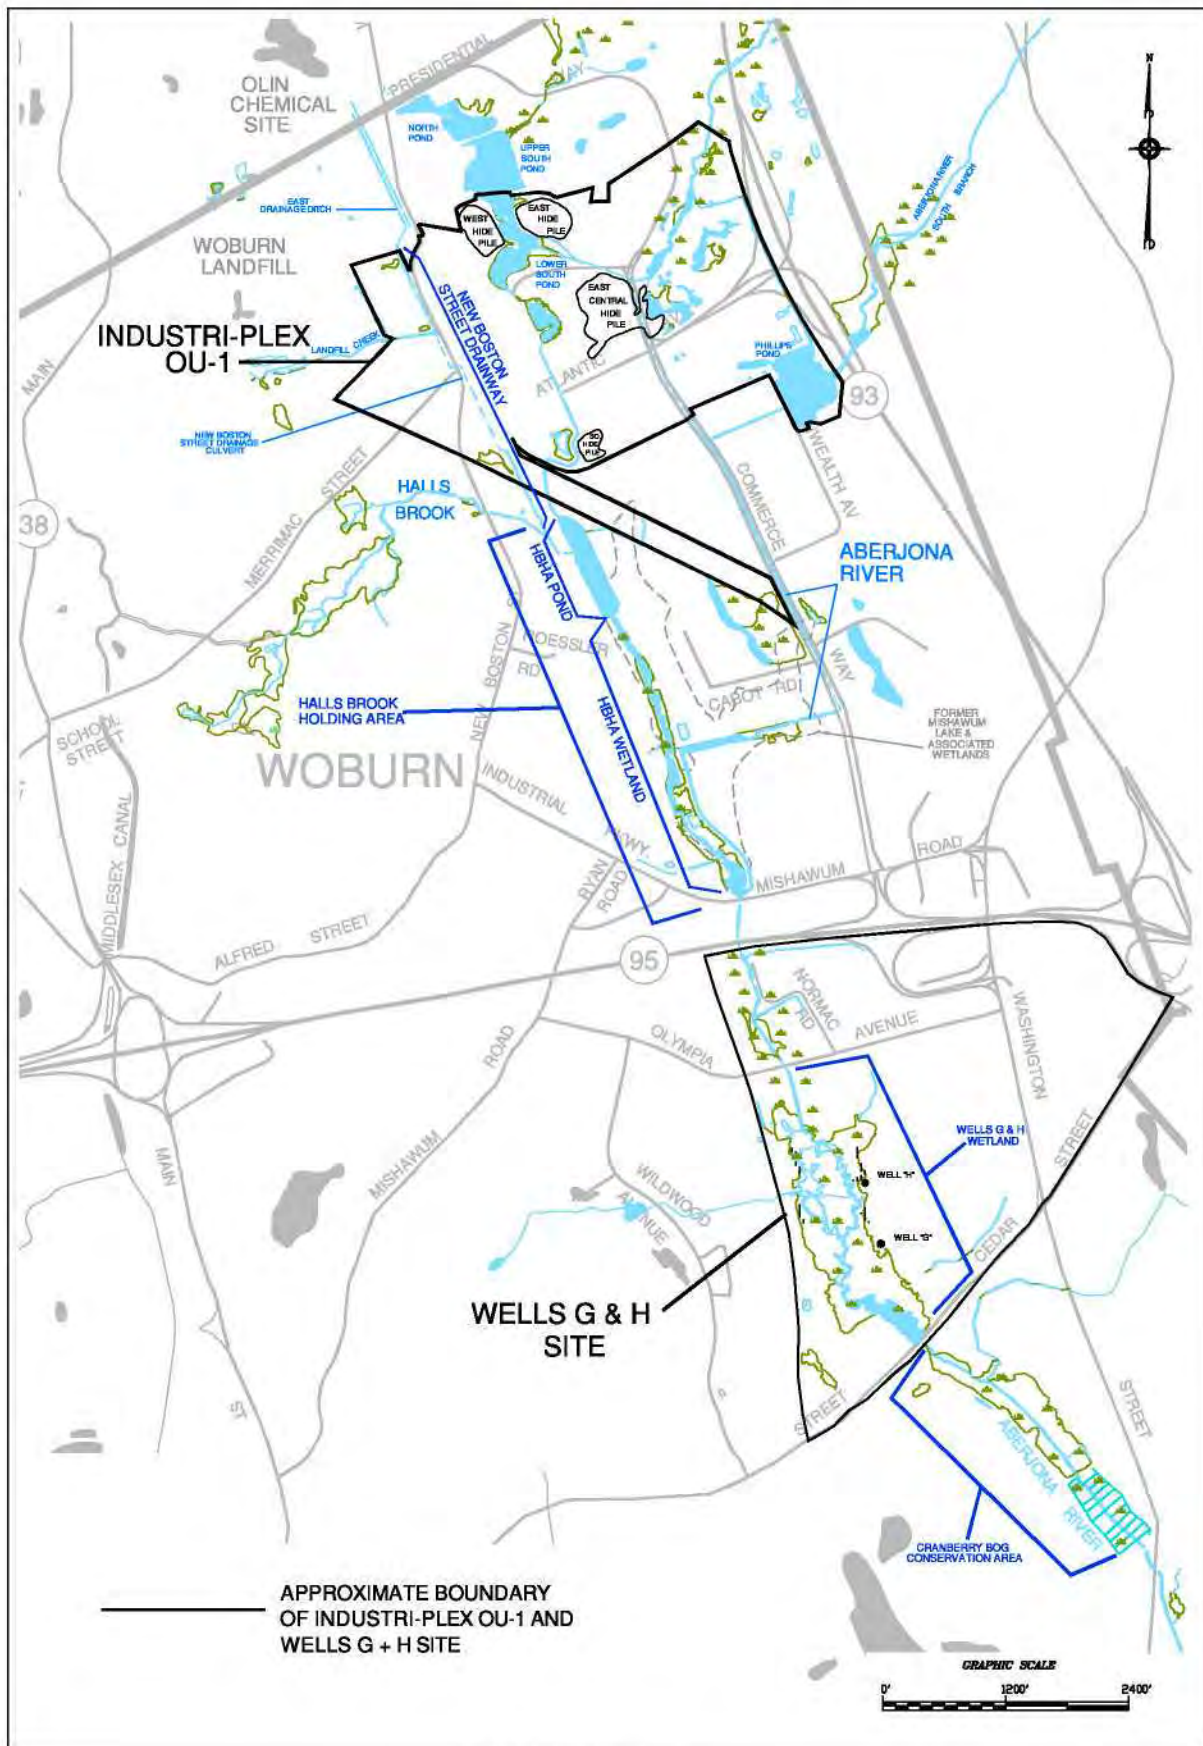 PRESIDENTIAL
WAY
OLIN
CHEMICAL
SITE
NORTH
POND
UPPER
SOUTH
POND
N
EAST
DRAINAGE DITCH
WEST
HIDE
PILE
EAST
HIDE
PILE
ABERJONA RIVER
SOUTH BRANCH
WOBURN
LANDFILL
LOWER
SOUTH
POND
EAST
CENTRAL
HIDE
PILE
NEW BOSTON
STREET DRAINWAY
INDUSTRI-PLEX
OU-1
LANDFILL CREEK
MAIN
ATLANTIC
PHILLIPS
POND
93
NEW BOSTON
STREET DRAINAGE
CULVERT
SO
HIDE
PILE
COMMERCE
WEALTH AV
MERRIMAC STREET
HALLS
BROOK
38
HBHA POND
ABERJONA
RIVER
NEW BOSTON ST
ROESSLER
RD
WAY
CABOT RD
HALLS BROOK
HOLDING AREA
HBHA WETLAND
FORMER
MISHAWUM
LAKE &
ASSOCIATED
WETLANDS
SCHOOL
STREET
WOBURN
INDUSTRIAL
PKWY.
MIDDLESEX CANAL
RYAN
ROAD
MISHAWUM
ROAD
ALFRED STREET
95
NORMAC
RD
OLYMPIA
AVENUE
WASHINGTON
MAIN
MISHAWUM ROAD
WELLS G & H
WETLAND
STREET
WILDWOOD
AVENUE
WELL "H"
WELL "G"
CEDAR
WELLS G & H
SITE
ST
STREET
STREET
ABERJONA
RIVER
CRANBERRY BOG
CONSERVATION AREA
APPROXIMATE BOUNDARY
OF INDUSTRI-PLEX OU-1 AND
WELLS G + H SITE
GRAPHIC SCALE
0' 1200' 2400'